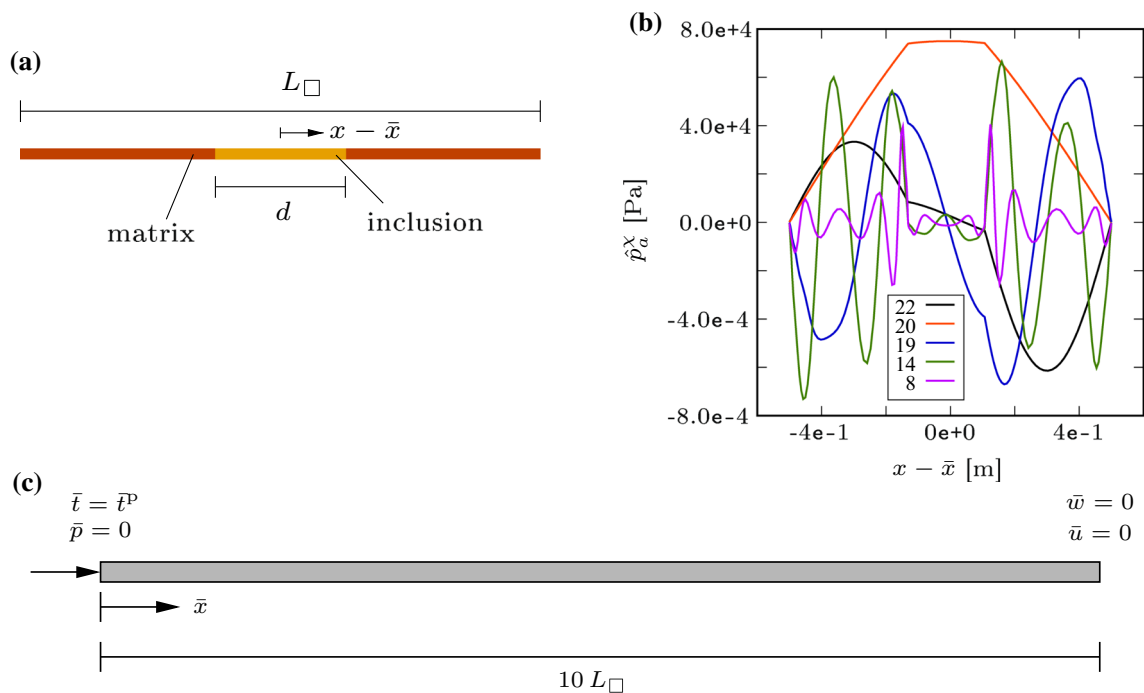 (a)
L□
x − x̄
d
matrix
inclusion
(b)
8.0e+4
4.0e+4
0.0e+0
-4.0e-4
-8.0e-4
p̂ₐᵡ [Pa]
22
20
19
14
8
-4e-1
0e+0
4e-1
x − x̄ [m]
(c)
t̄ = t̄ᵖ
p̄ = 0
w̄ = 0
ū = 0
x̄
10 L□